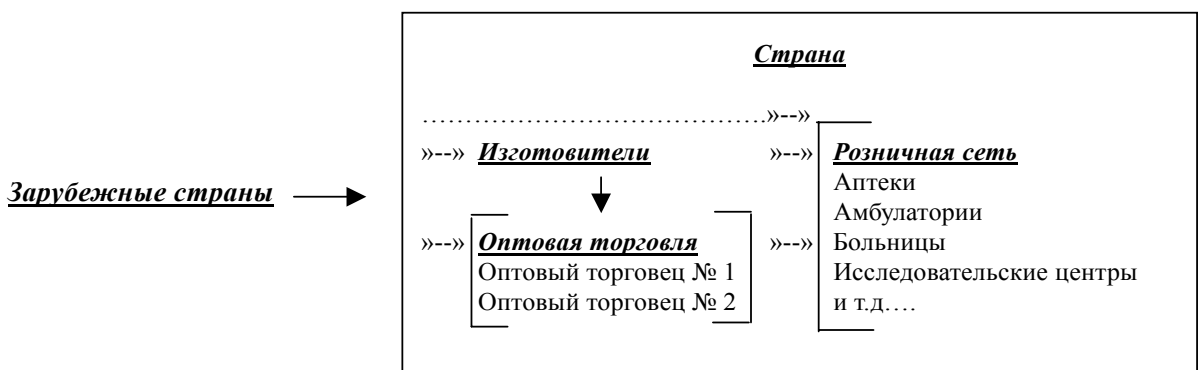 Страна
……………………………………»--»
»--» Изготовители »--» Розничная сеть
Аптеки
Зарубежные страны
Амбулатории
»--» Оптовая торговля »--» Больницы
Оптовый торговец № 1 Исследовательские центры
Оптовый торговец № 2 и т.д….